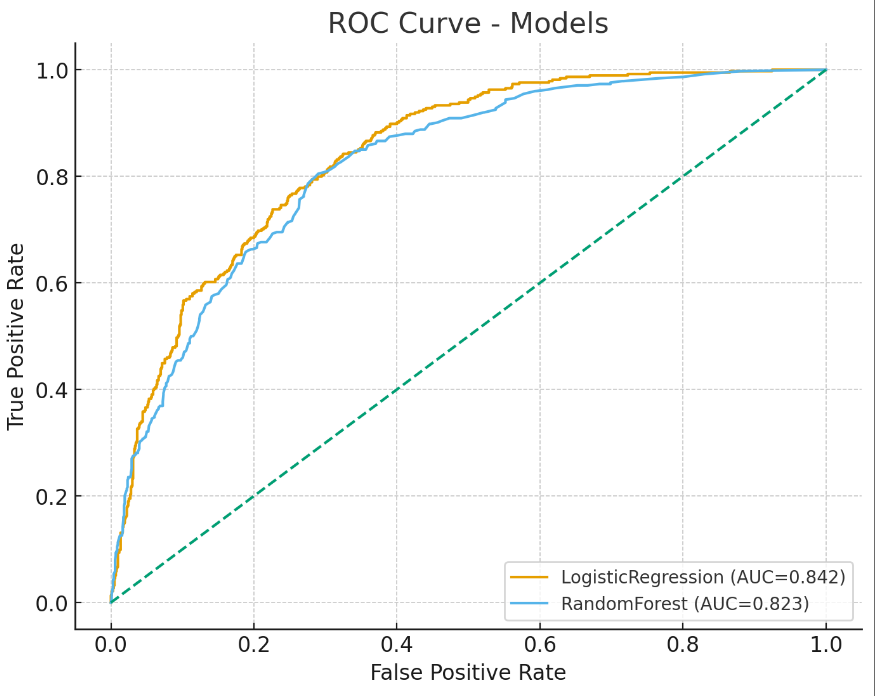 ROC Curve - Models
True Positive Rate
1.0
0.8
0.6
0.4
0.2
0.0
LogisticRegression (AUC=0.842)
RandomForest (AUC=0.823)
0.0 0.2 0.4 0.6 0.8 1.0
False Positive Rate